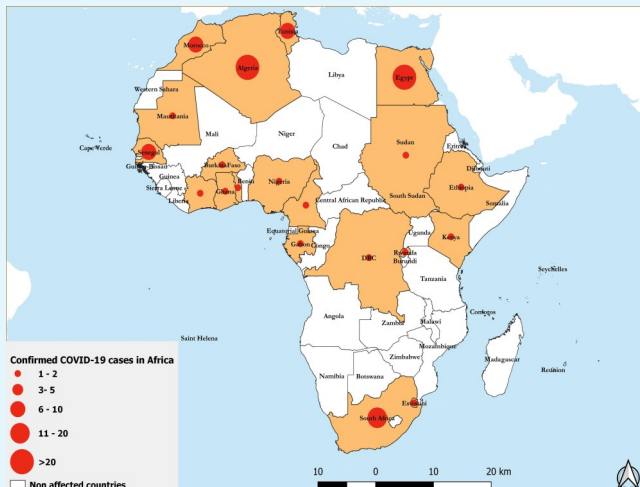 Tunisia
Morocco
Algeria
Libya
Egypt
Western Sahara
Mauritania
Mali
Niger
Chad
Sudan
Eritrea
Cape Verde
Senegal
Guinea-Bissau
Guinea
Sierra Leone
Liberia
Burkina Faso
Benin
Ghana
Nigeria
Djibouti
Ethiopia
Somalia
South Sudan
Central African Republic
Equatorial Guinea
Gabon
Congo
DRC
Uganda
Kenya
Rwanda
Burundi
Tanzania
Seychelles
Comoros
Angola
Zambia
Malawi
Mozambique
Madagascar
Reunion
Saint Helena
Zimbabwe
Namibia
Botswana
Eswatini
South Africa
Confirmed COVID-19 cases in Africa
1 - 2
3- 5
6 - 10
11 - 20
>20
Non affected countries
10 0 10 20 km